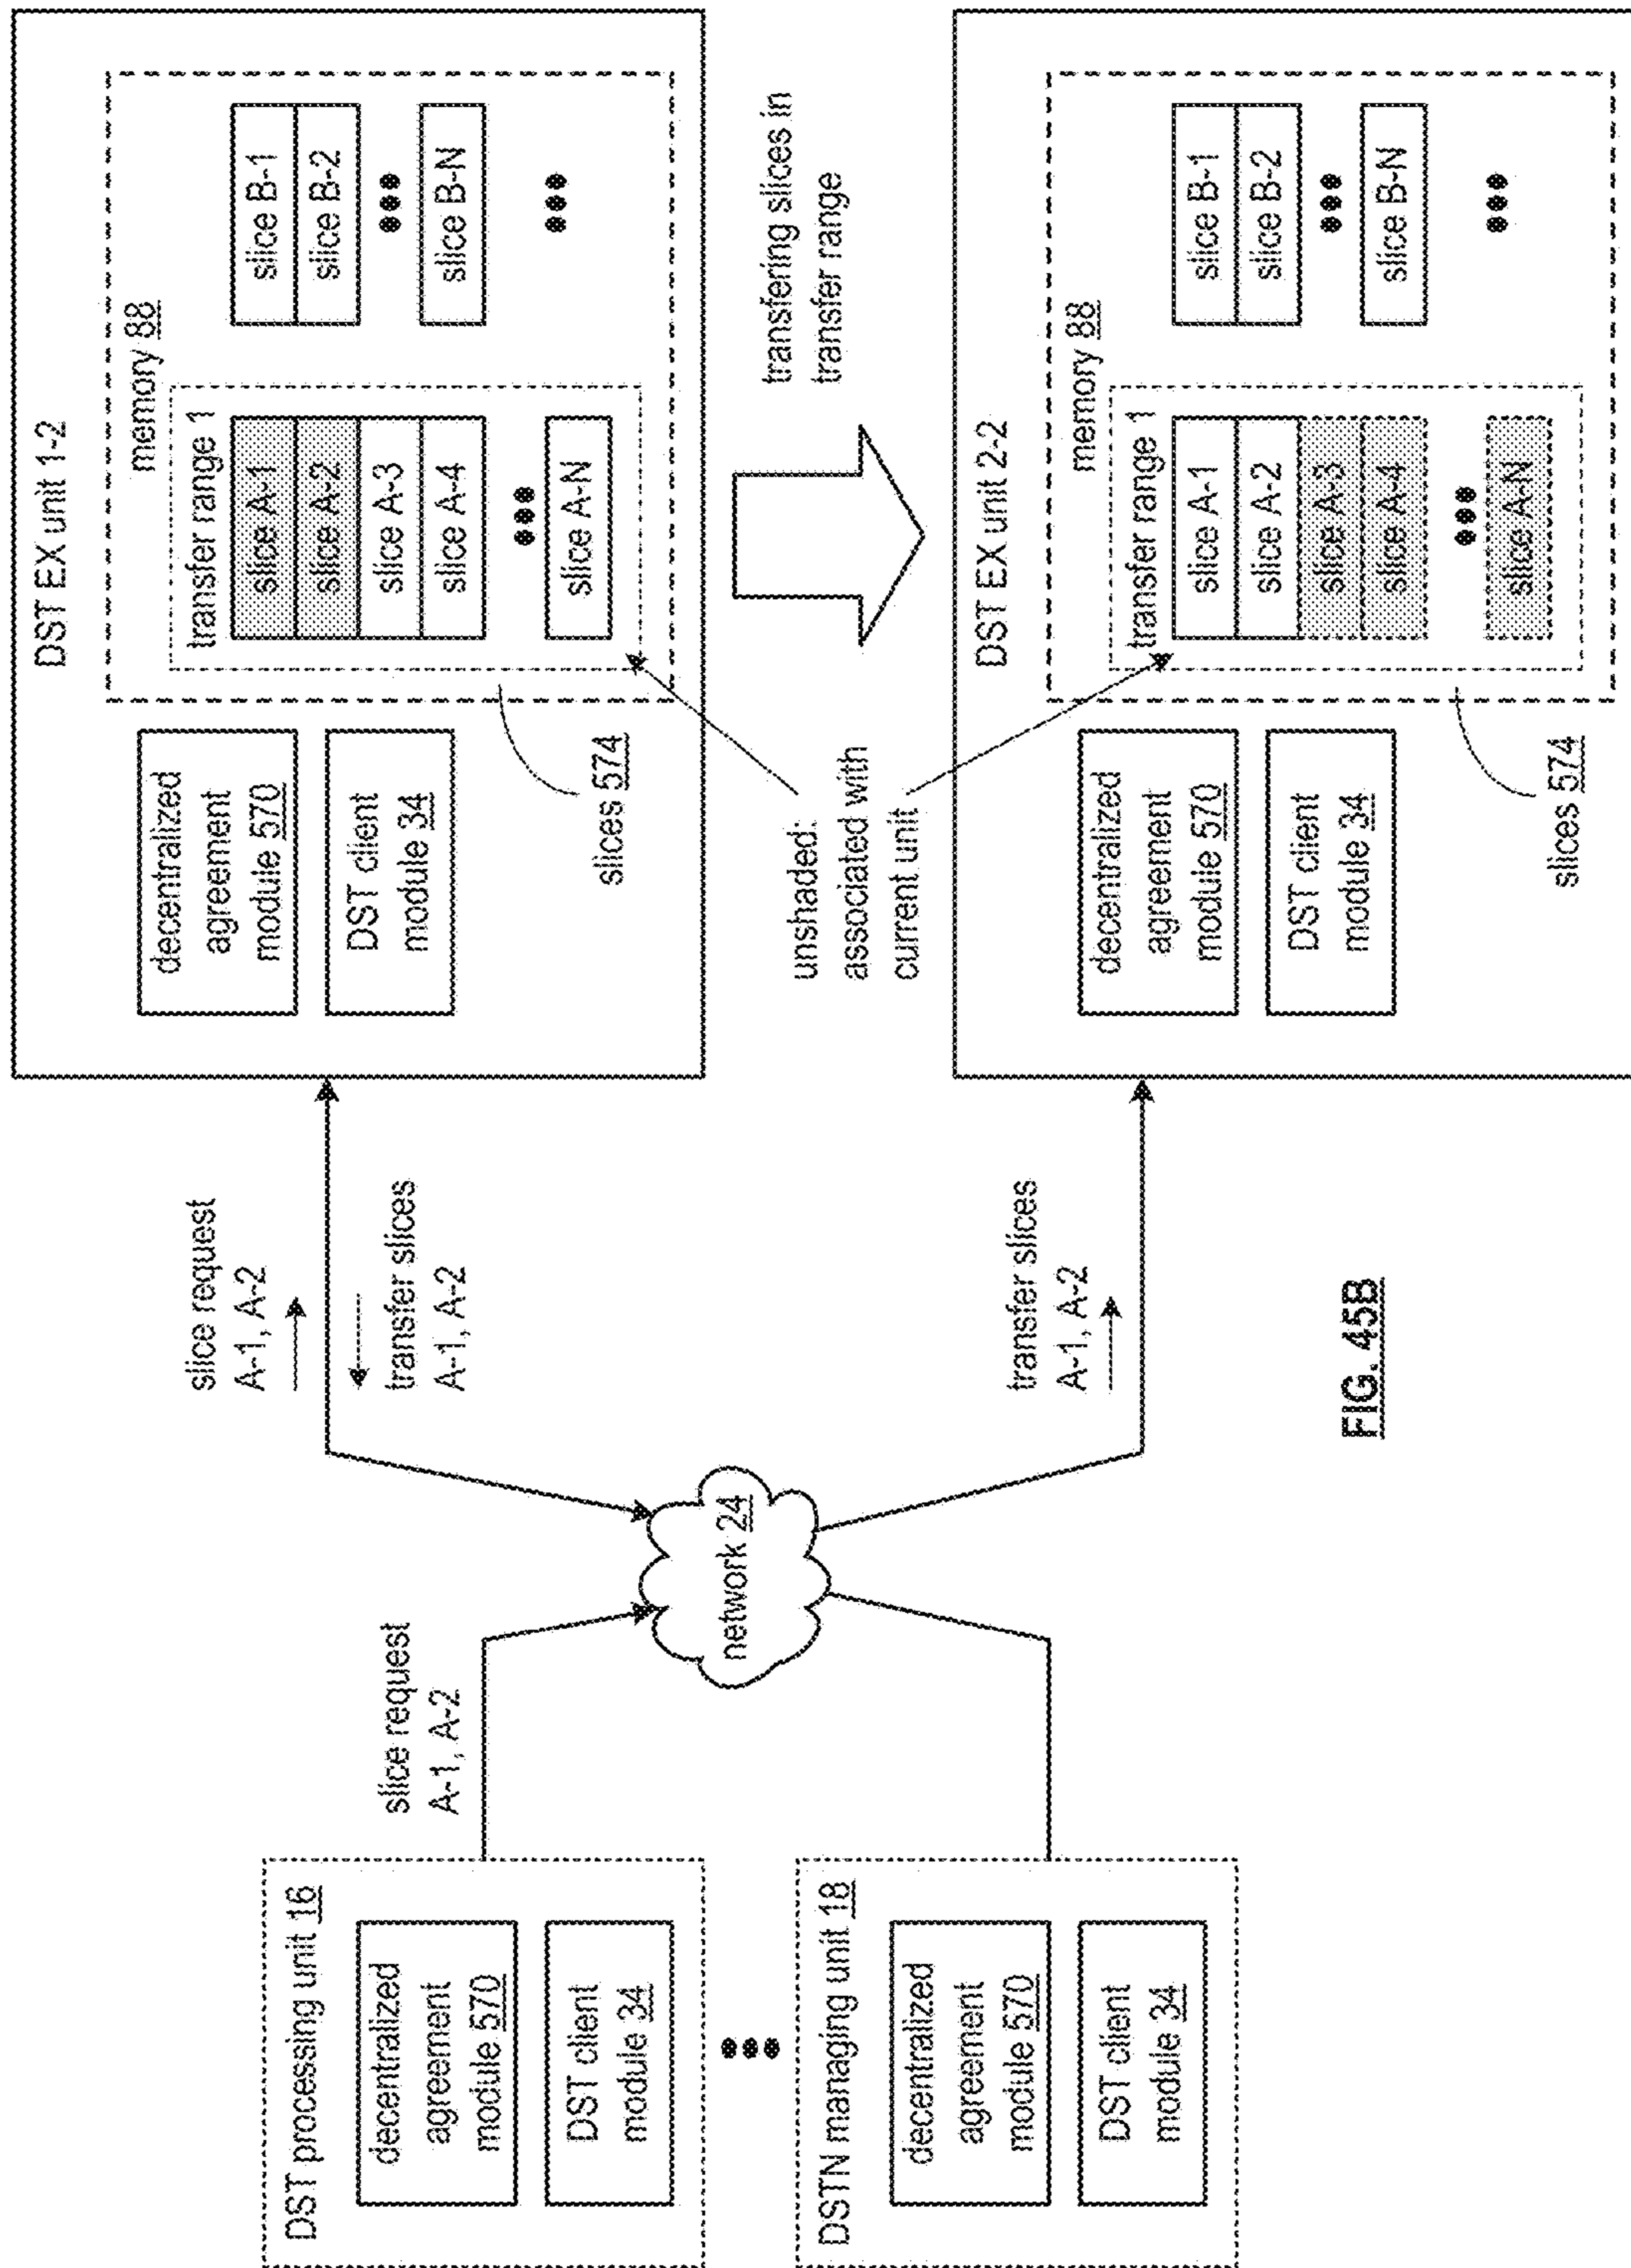 DST processing unit 16
decentralized
agreement
module 570
DST client
module 34
DSTN managing unit 18
decentralized
agreement
module 570
DST client
module 34
slice request
A-1, A-2
network 24
slice request
A-1, A-2
transfer slices
A-1, A-2
transfer slices
A-1, A-2
DST EX unit 1-2
decentralized
agreement
module 570
DST client
module 34
memory 88
transfer range 1
slice A-1
slice A-2
slice A-3
slice A-4
slice A-N
slice B-1
slice B-2
slice B-N
slices 574
unshaded:
associated with
current unit
transfering slices in
transfer range
DST EX unit 2-2
decentralized
agreement
module 570
DST client
module 34
memory 88
transfer range 1
slice A-1
slice A-2
slice A-3
slice A-4
slice A-N
slice B-1
slice B-2
slice B-N
slices 574
FIG. 45B